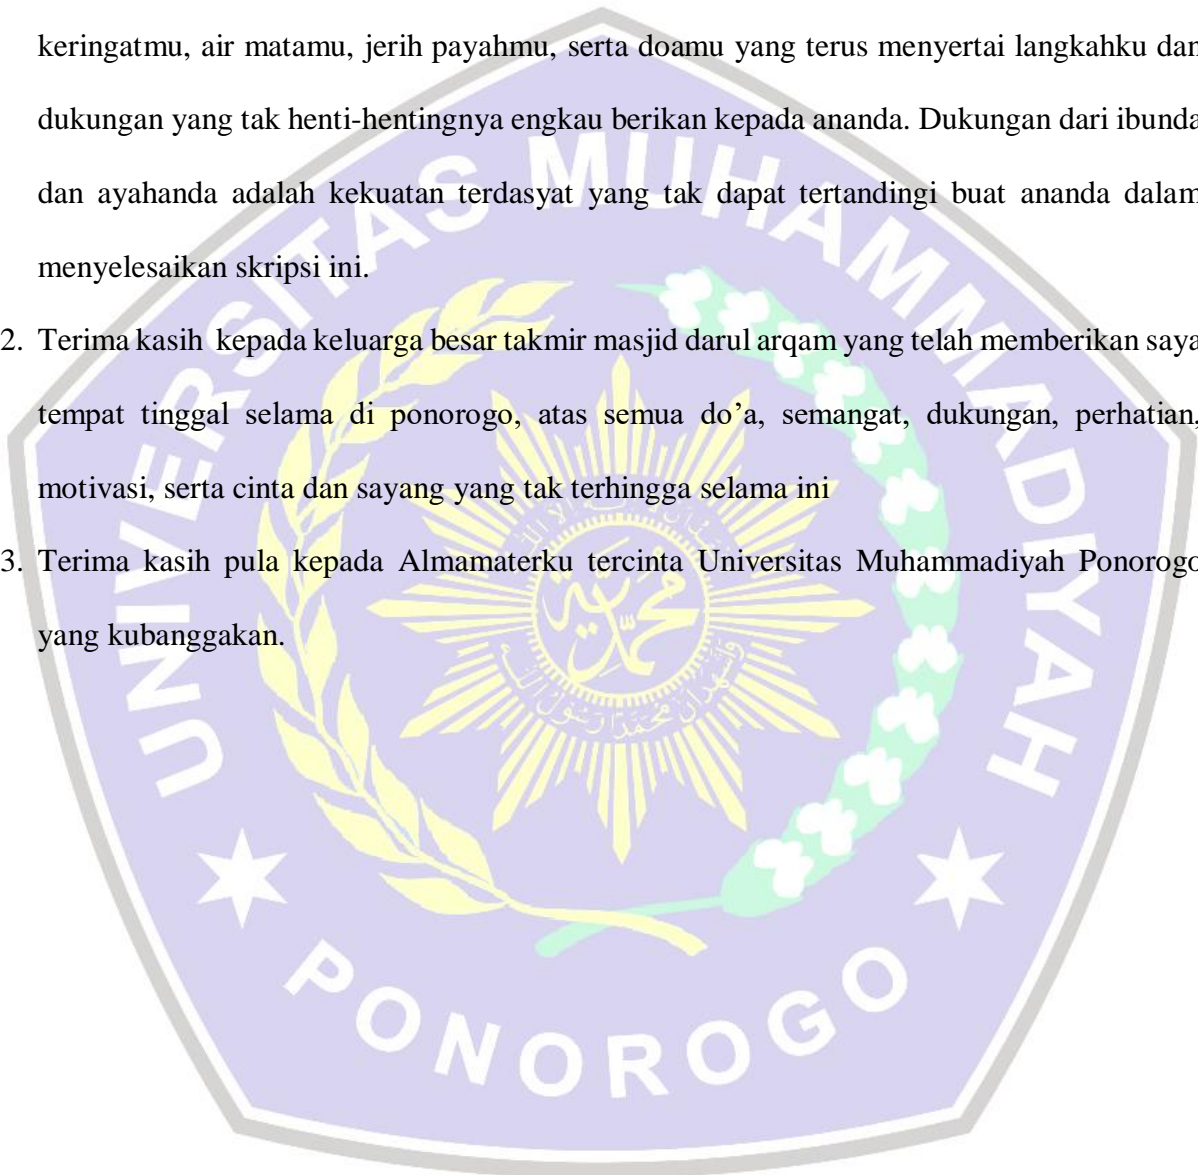 keringatmu, air matamu, jerih payahmu, serta doamu yang terus menyertai langkahku dan
dukungan yang tak henti-hentingnya engkau berikan kepada ananda. Dukungan dari ibunda
dan ayahanda adalah kekuatan terdasyat yang tak dapat tertandingi buat ananda dalam
menyelesaikan skripsi ini.
2. Terima kasih kepada keluarga besar takmir masjid darul arqam yang telah memberikan saya
tempat tinggal selama di ponorogo, atas semua do’a, semangat, dukungan, perhatian,
motivasi, serta cinta dan sayang yang tak terhingga selama ini
3. Terima kasih pula kepada Almamaterku tercinta Universitas Muhammadiyah Ponorogo
yang kubanggakan.
UNIVERSITAS MUHAMMADIYAH
PONOROGO
محمدية